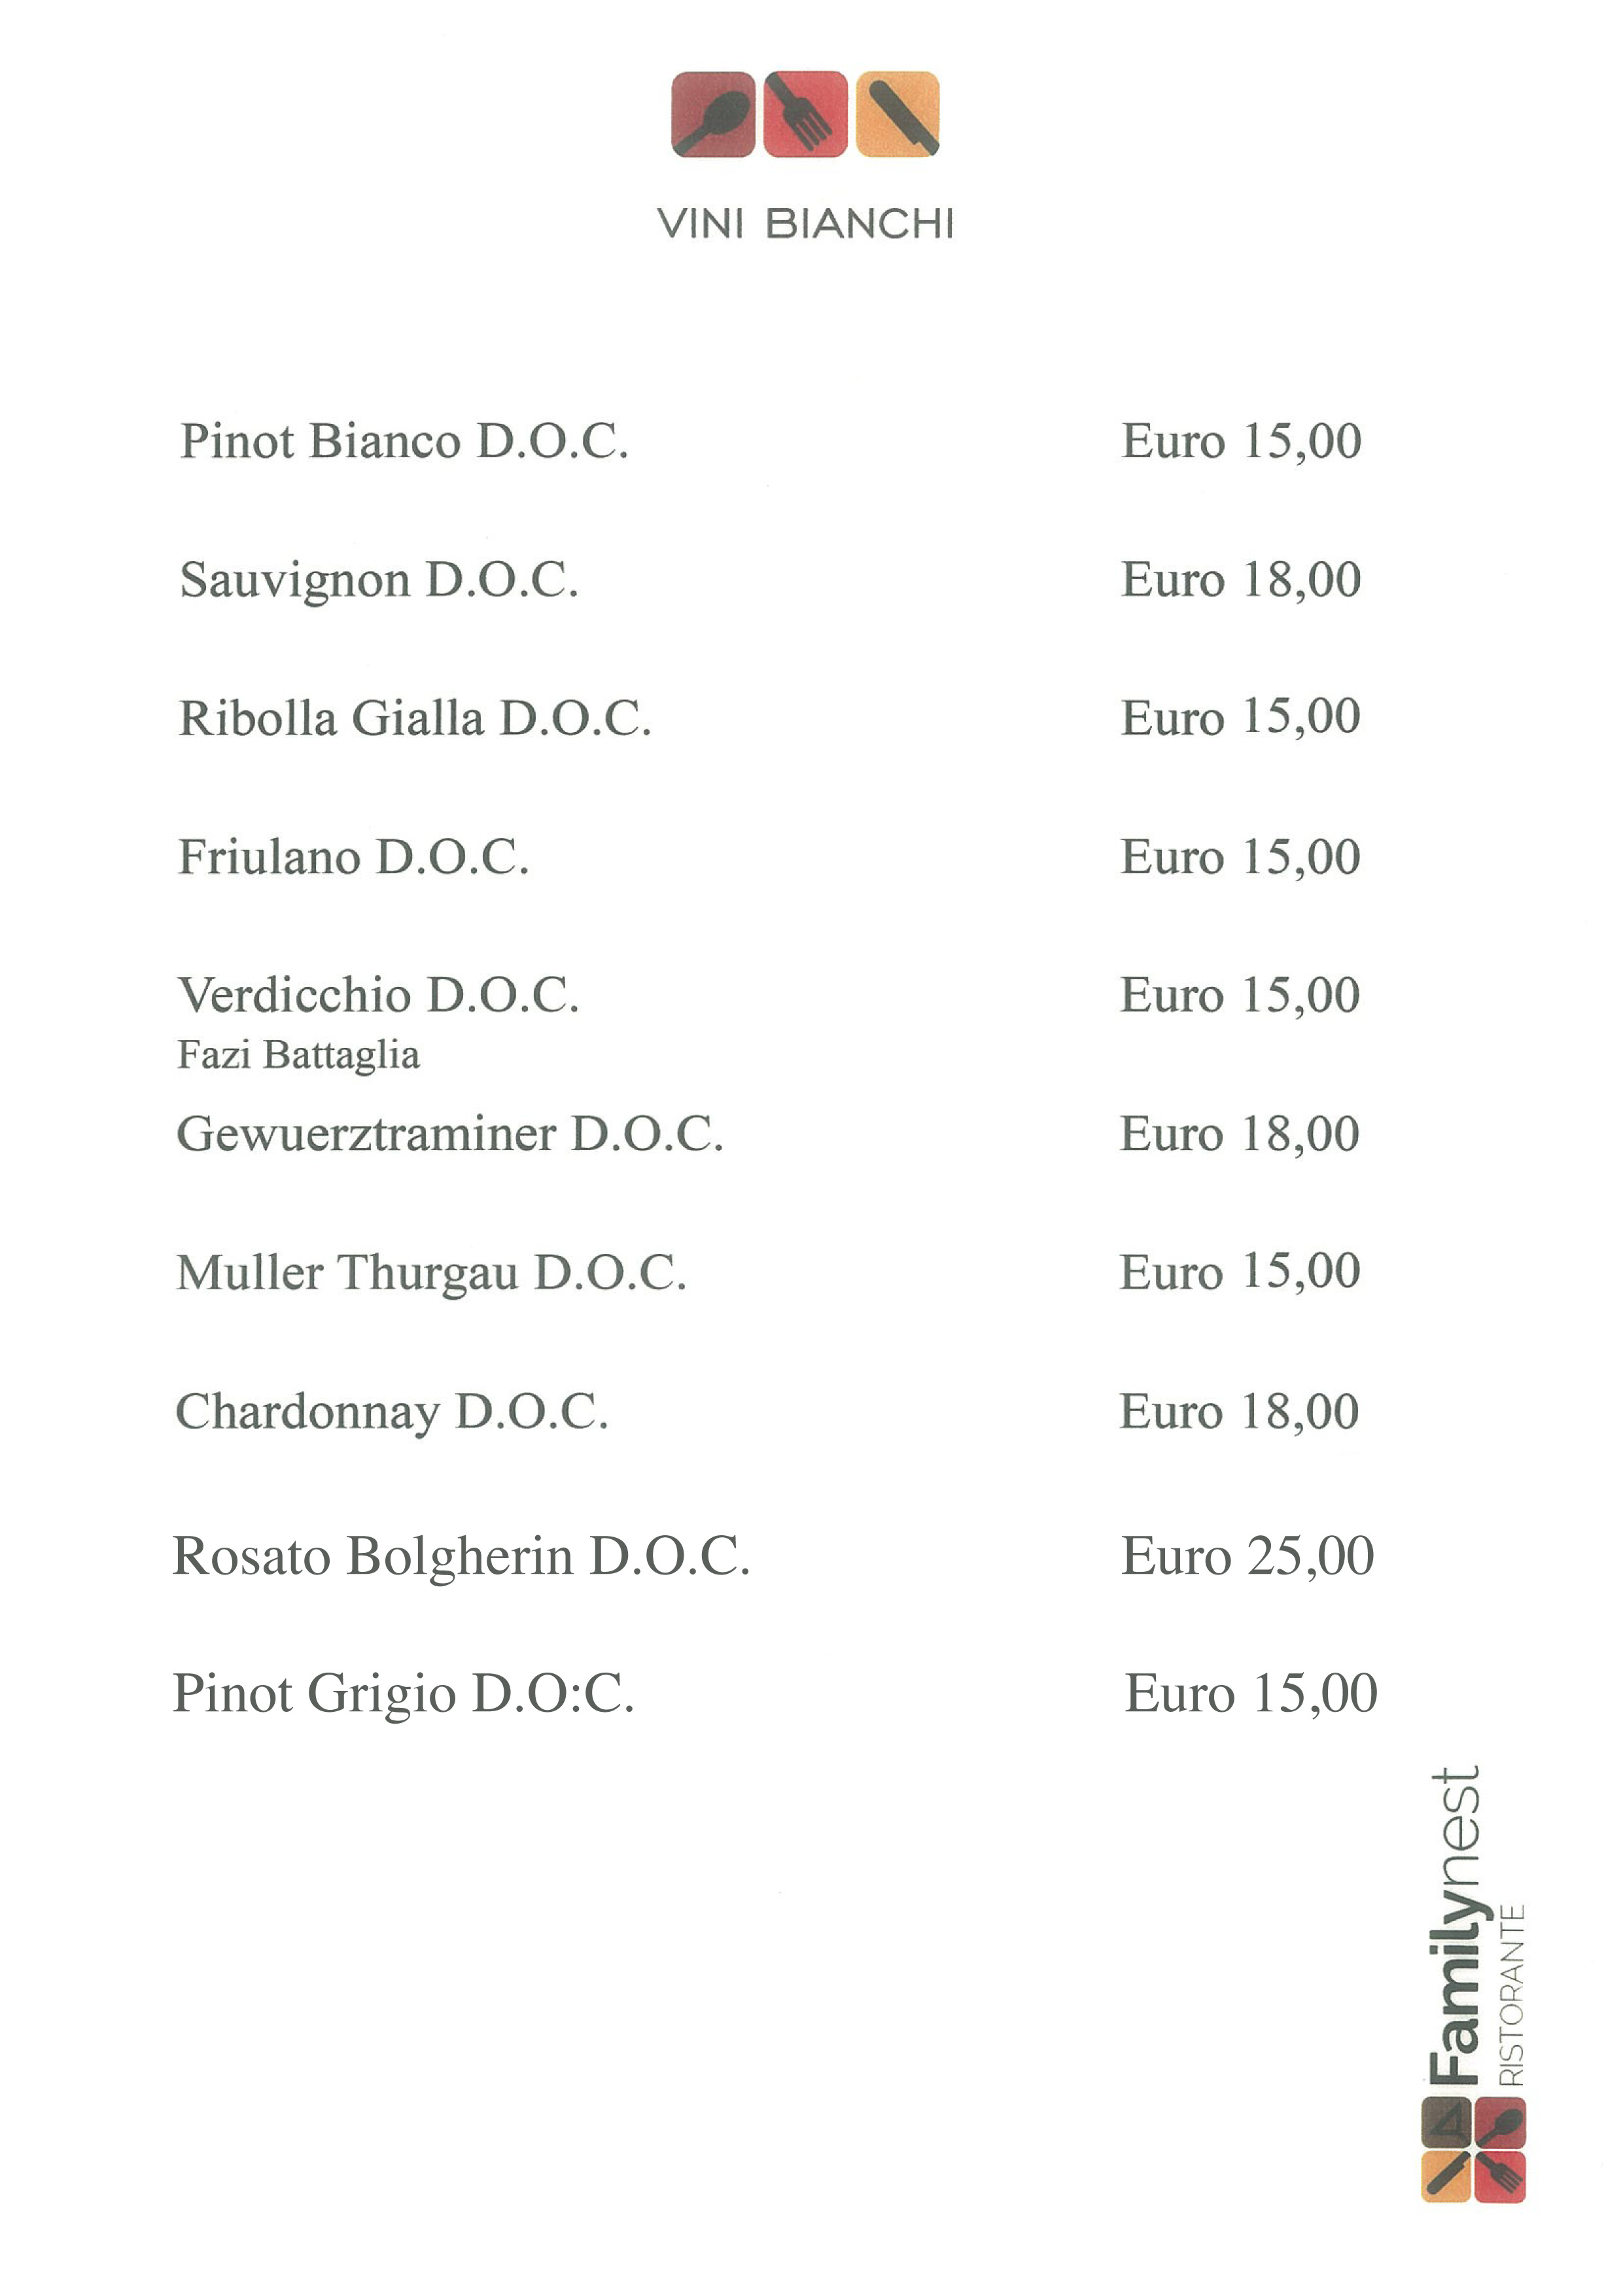 VINI BIANCHI
Pinot Bianco D.O.C. Euro 15,00
Sauvignon D.O.C. Euro 18,00
Ribolla Gialla D.O.C. Euro 15,00
Friulano D.O.C. Euro 15,00
Verdicchio D.O.C. Euro 15,00
Fazi Battaglia
Gewuerztraminer D.O.C. Euro 18,00
Muller Thurgau D.O.C. Euro 15,00
Chardonnay D.O.C. Euro 18,00
Rosato Bolgherin D.O.C. Euro 25,00
Pinot Grigio D.O:C. Euro 15,00
Familynest
RISTORANTE